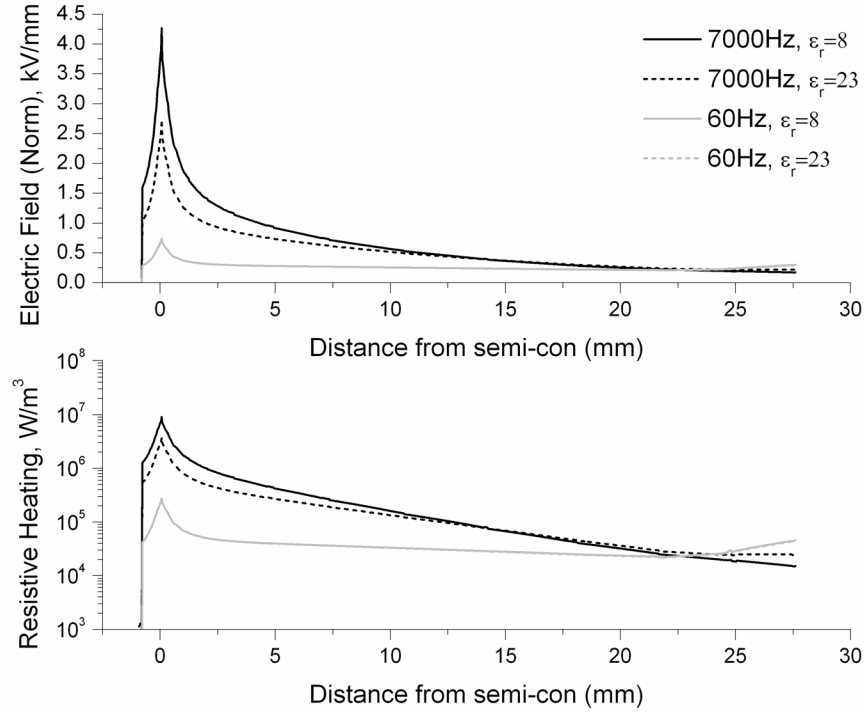 4.5
4.0
3.5
3.0
2.5
2.0
1.5
1.0
0.5
0.0
Electric Field (Norm), kV/mm
7000Hz, εr=8
7000Hz, εr=23
60Hz, εr=8
60Hz, εr=23
0 5 10 15 20 25 30
Distance from semi-con (mm)
10^8
10^7
10^6
10^5
10^4
10^3
Resistive Heating, W/m^3
0 5 10 15 20 25 30
Distance from semi-con (mm)